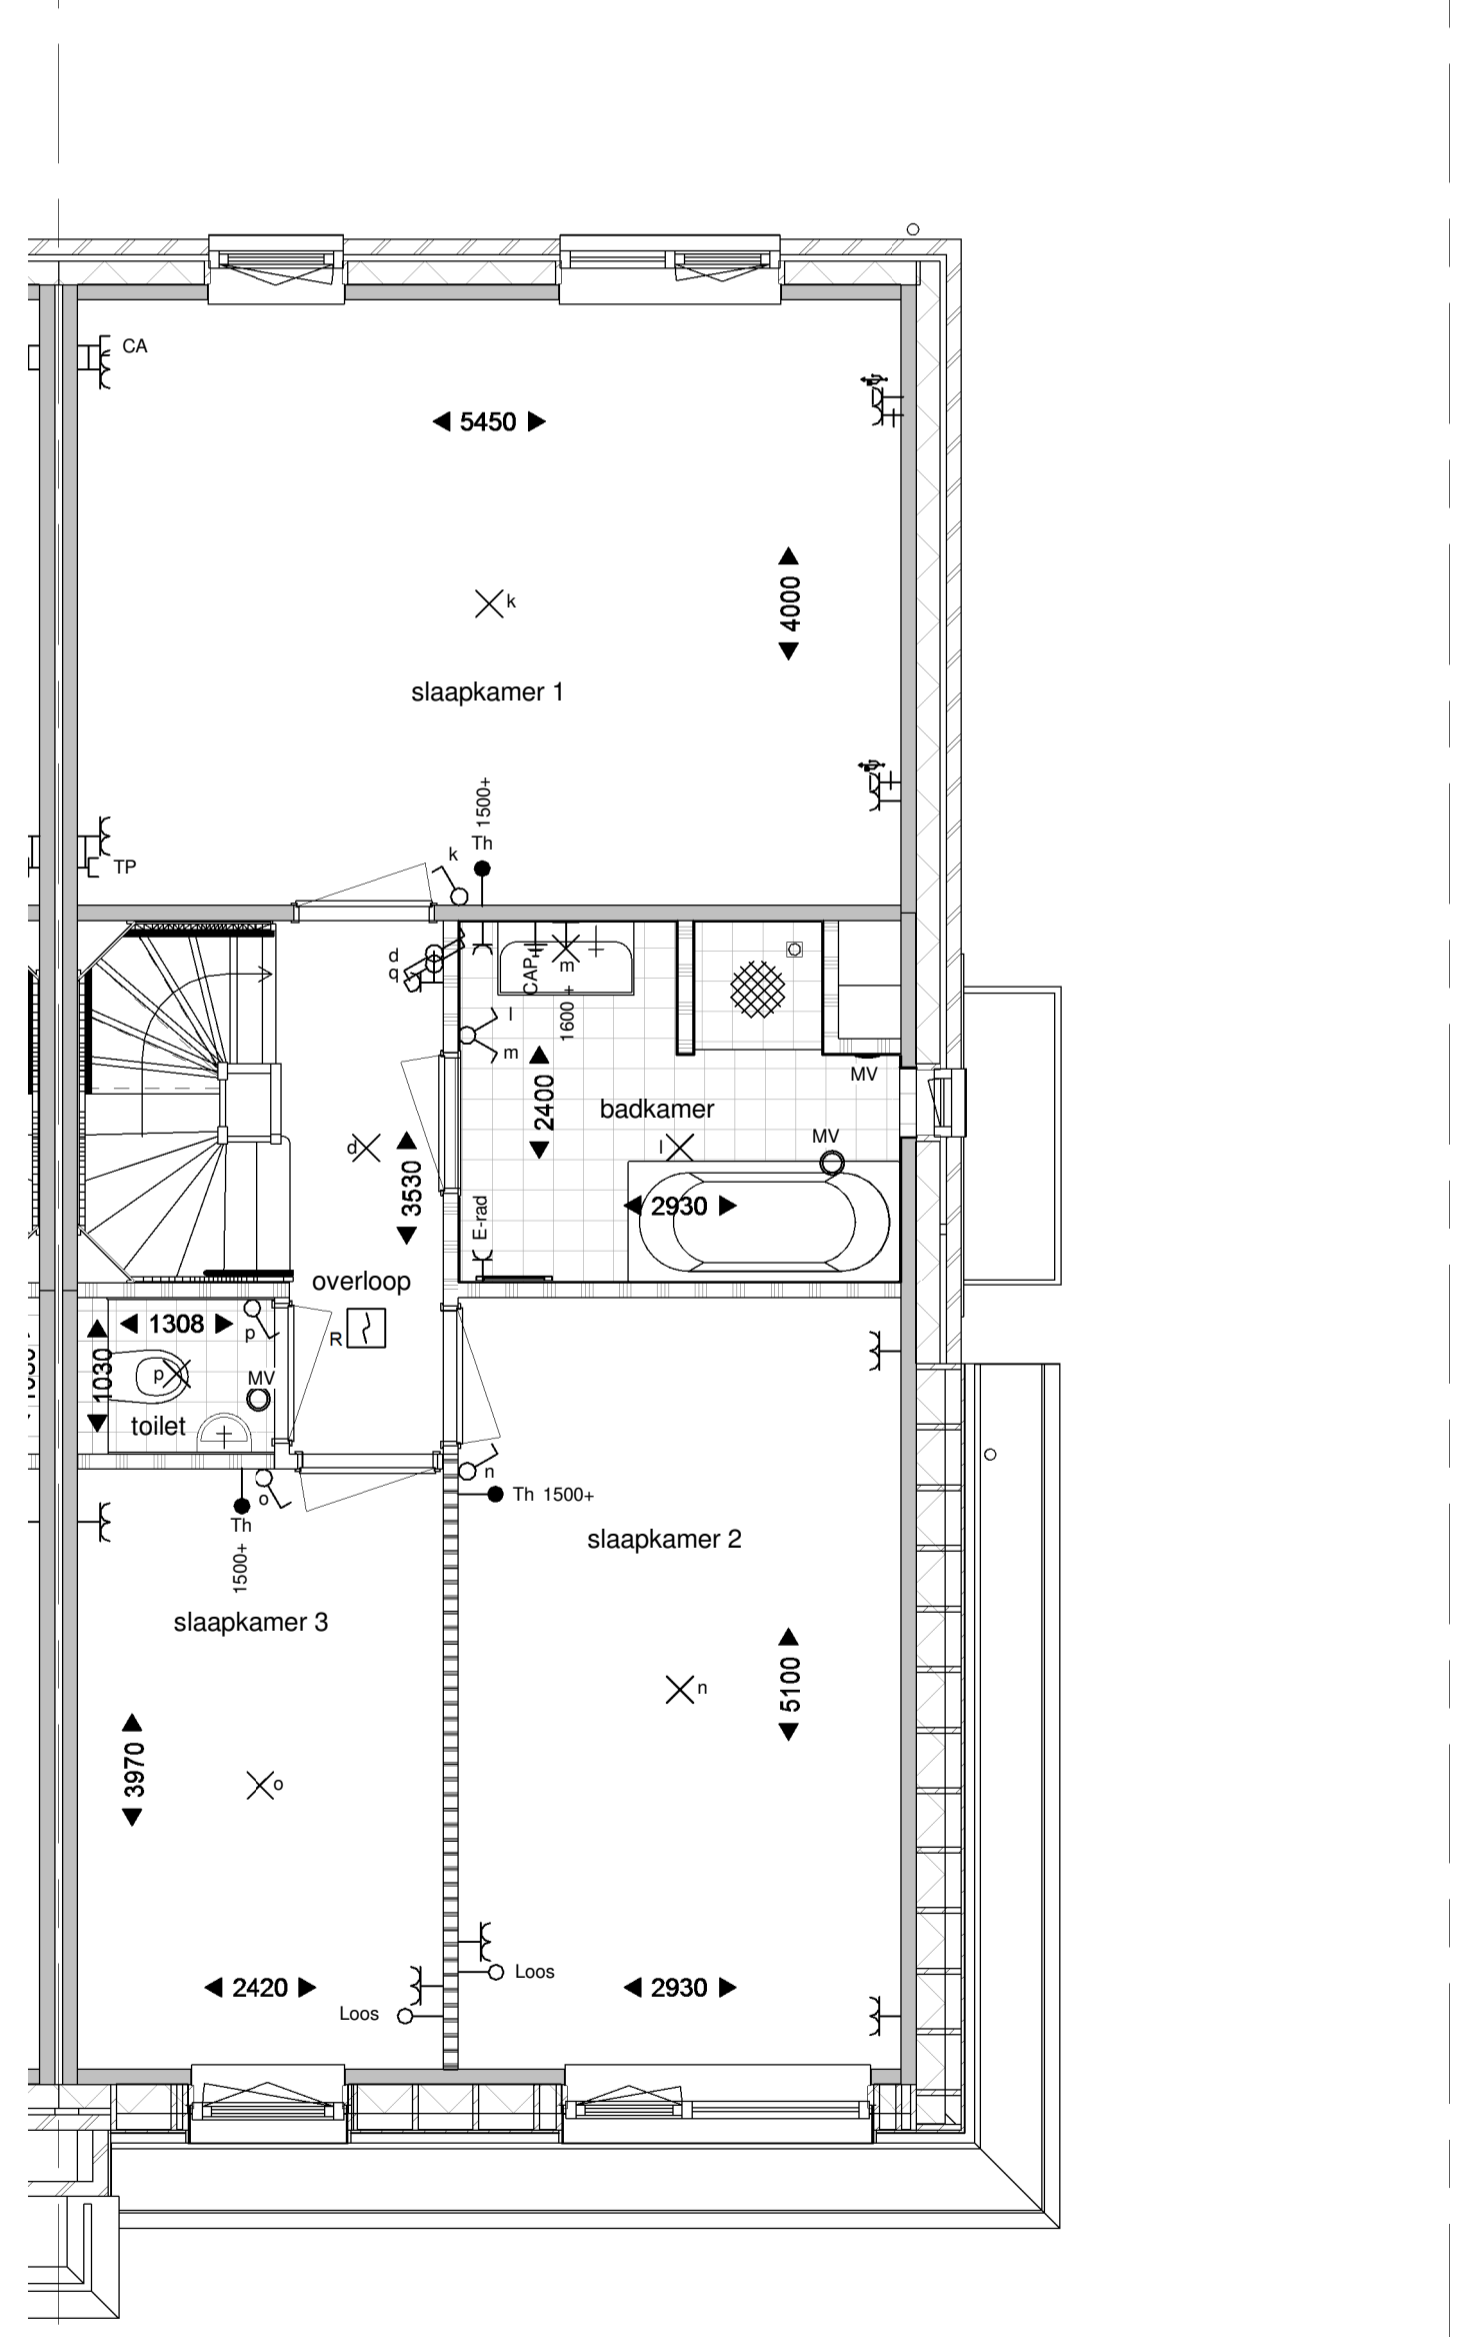 CA
5450
4000
k
slaapkamer 1
1500+
Th
k
TP
d
q
CAP.
m
1600 +
l
m
MV
2400
badkamer
MV
l
d
3530
2930
E-rad
overloop
1308
p
R
1030
p
MV
toilet
n
o
Th 1500+
Th
1500+
slaapkamer 2
slaapkamer 3
5100
n
3970
o
Loos
2420
2930
Loos